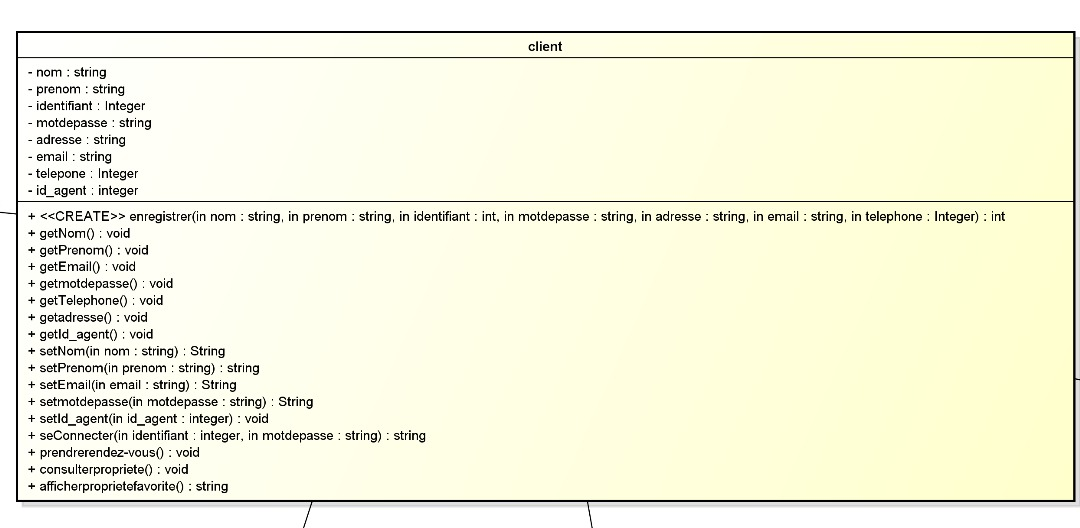 client
- nom : string
- prenom : string
- identifiant : Integer
- motdepasse : string
- adresse : string
- email : string
- telepone : Integer
- id_agent : integer
+ <<CREATE>> enregistrer(in nom : string, in prenom : string, in identifiant : int, in motdepasse : string, in adresse : string, in email : string, in telephone : Integer) : int
+ getNom() : void
+ getPrenom() : void
+ getEmail() : void
+ getmotdepasse() : void
+ getTelephone() : void
+ getadresse() : void
+ getId_agent() : void
+ setNom(in nom : string) : String
+ setPrenom(in prenom : string) : string
+ setEmail(in email : string) : String
+ setmotdepasse(in motdepasse : string) : String
+ setId_agent(in id_agent : integer) : void
+ seConnecter(in identifiant : integer, in motdepasse : string) : string
+ prendrerendez-vous() : void
+ consulterpropriete() : void
+ afficherproprietefavorite() : string